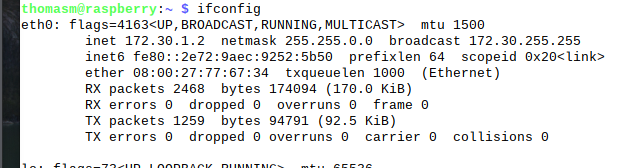 thomasm@raspberry:~ $ ifconfig
eth0: flags=4163<UP,BROADCAST,RUNNING,MULTICAST>  mtu 1500
        inet 172.30.1.2  netmask 255.255.0.0  broadcast 172.30.255.255
        inet6 fe80::2e72:9aec:9252:5b50  prefixlen 64  scopeid 0x20<link>
        ether 08:00:27:77:67:34  txqueuelen 1000  (Ethernet)
        RX packets 2468  bytes 174094 (170.0 KiB)
        RX errors 0  dropped 0  overruns 0  frame 0
        TX packets 1259  bytes 94791 (92.5 KiB)
        TX errors 0  dropped 0 overruns 0  carrier 0  collisions 0
lo: flags=73<UP,LOOPBACK,RUNNING>  mtu 65536